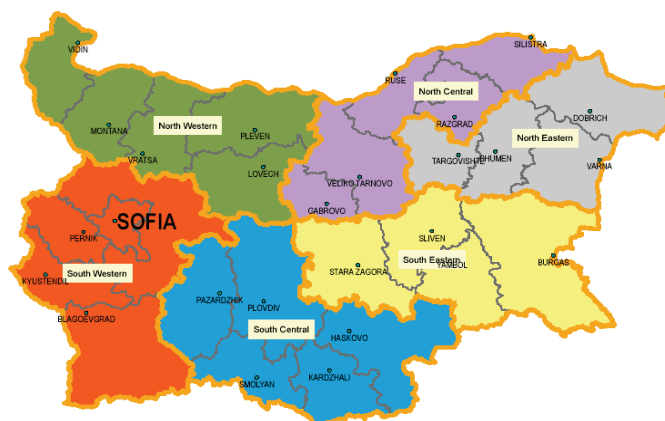 VIDIN
SILISTRA
RUSE
North Central
DOBRICH
MONTANA
North Western
PLEVEN
RAZGRAD
North Eastern
VRATSA
TARGOVISHTE
SHUMEN
VARNA
LOVECH
VELIKO TARNOVO
GABROVO
SOFIA
PERNIK
SLIVEN
South Western
KYUSTENDIL
STARA ZAGORA
South Eastern
YAMBOL
BURGAS
PAZARDZHIK
PLOVDIV
BLAGOEVGRAD
South Central
HASKOVO
SMOLYAN
KARDZHALI